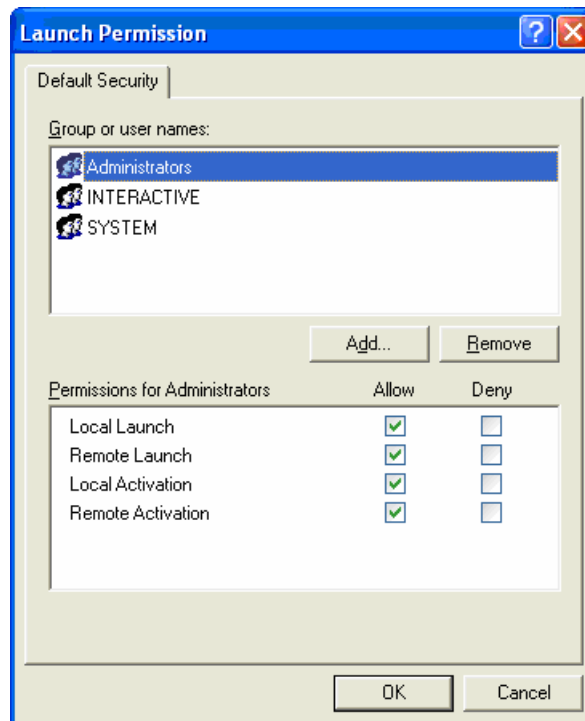 Launch Permission
Default Security
Group or user names:
Administrators
INTERACTIVE
SYSTEM
Add... Remove
Permissions for Administrators Allow Deny
Local Launch
Remote Launch
Local Activation
Remote Activation
OK Cancel